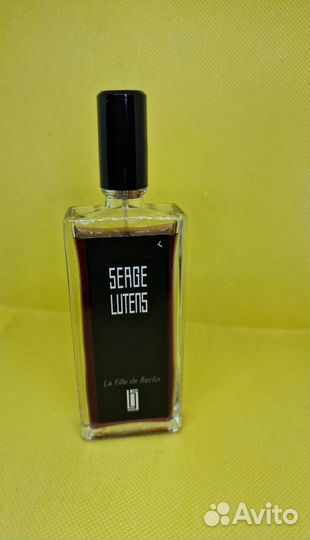 SERGE
LUTENS
La fille de Berlin
Avito